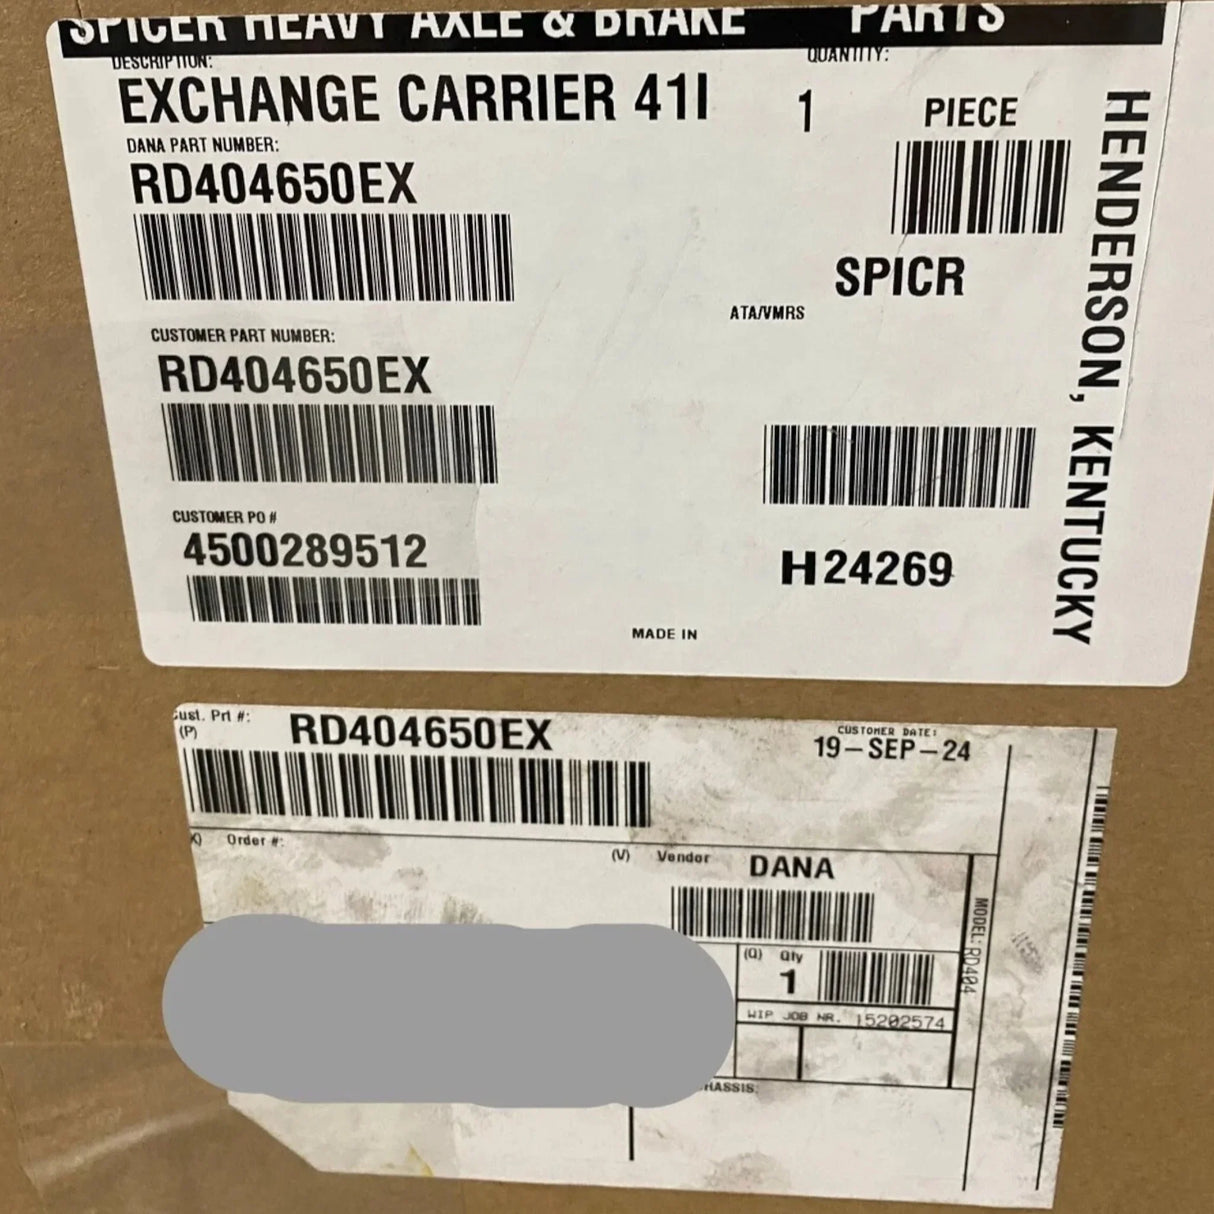 SPICER HEAVY AXLE & BRAKE PARTS
DESCRIPTION:
EXCHANGE CARRIER 41I
QUANTITY:
1 PIECE
DANA PART NUMBER:
RD404650EX
SPICR
ATA/VMRS
CUSTOMER PART NUMBER:
RD404650EX
CUSTOMER PO #
4500289512
H24269
MADE IN
HENDERSON, KENTUCKY
Cust. Prt #:
(P)
RD404650EX
CUSTOMER DATE:
19-SEP-24
K) Order #:
(V) Vendor DANA
(Q) Qty
1
WIP JOB NR. 15202574
HASSIS:
MODEL: RD404